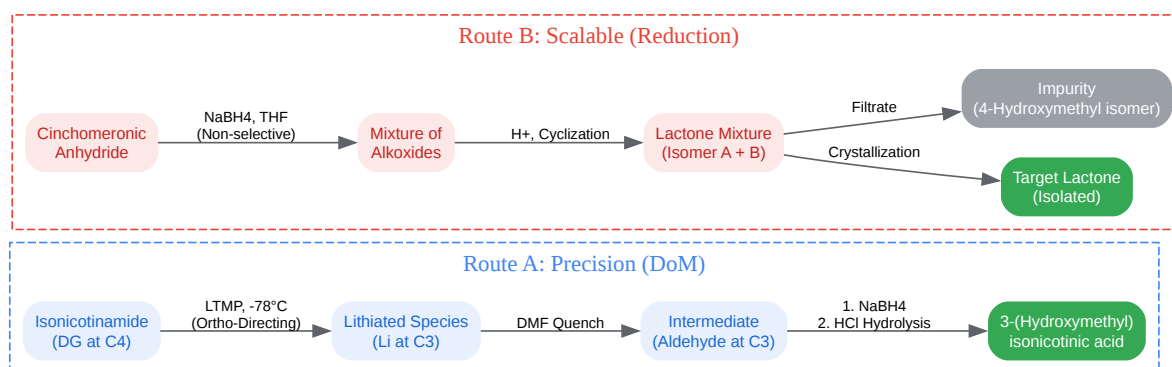 Route B: Scalable (Reduction)
Cinchomeronic
Anhydride
NaBH4, THF
(Non-selective)
Mixture of
Alkoxides
H+, Cyclization
Lactone Mixture
(Isomer A + B)
Filtrate
Impurity
(4-Hydroxymethyl isomer)
Crystallization
Target Lactone
(Isolated)
Route A: Precision (DoM)
Isonicotinamide
(DG at C4)
LTMP, -78°C
(Ortho-Directing)
Lithiated Species
(Li at C3)
DMF Quench
Intermediate
(Aldehyde at C3)
1. NaBH4
2. HCl Hydrolysis
3-(Hydroxymethyl)
isonicotinic acid